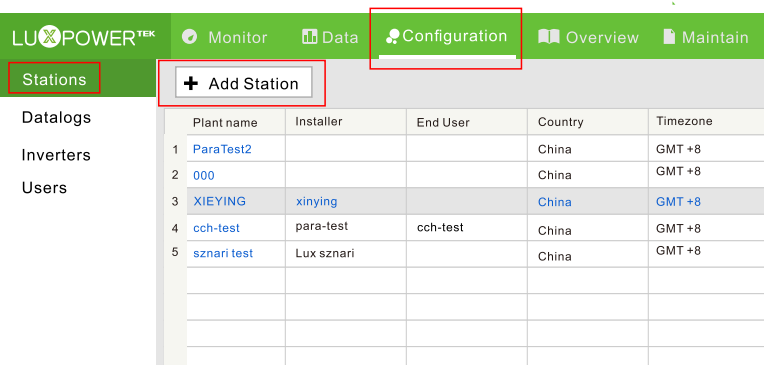 LUXPOWERTEK Monitor Data Configuration Overview Maintain
Stations
+ Add Station
Datalogs
Inverters
Users
Plant name Installer End User Country Timezone
1 ParaTest2 China GMT +8
2 000 China GMT +8
3 XIEYING xinying China GMT +8
4 cch-test para-test cch-test China GMT +8
5 sznari test Lux sznari China GMT +8